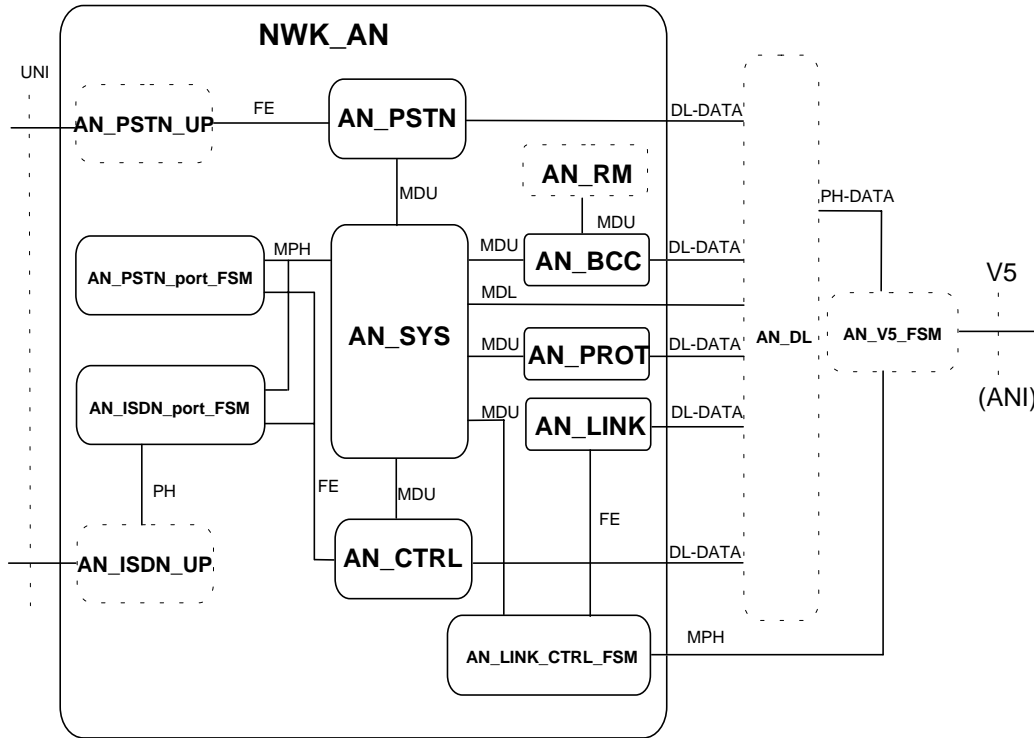 NWK_AN
UNI
AN_PSTN_UP
FE
AN_PSTN
DL-DATA
MDU
AN_RM
MDU
PH-DATA
AN_PSTN_port_FSM
MPH
MDU
AN_BCC
DL-DATA
V5
MDL
AN_SYS
MDU
AN_PROT
DL-DATA
AN_DL
AN_V5_FSM
(ANI)
AN_ISDN_port_FSM
MDU
AN_LINK
DL-DATA
PH
FE
MDU
FE
AN_ISDN_UP
AN_CTRL
DL-DATA
AN_LINK_CTRL_FSM
MPH